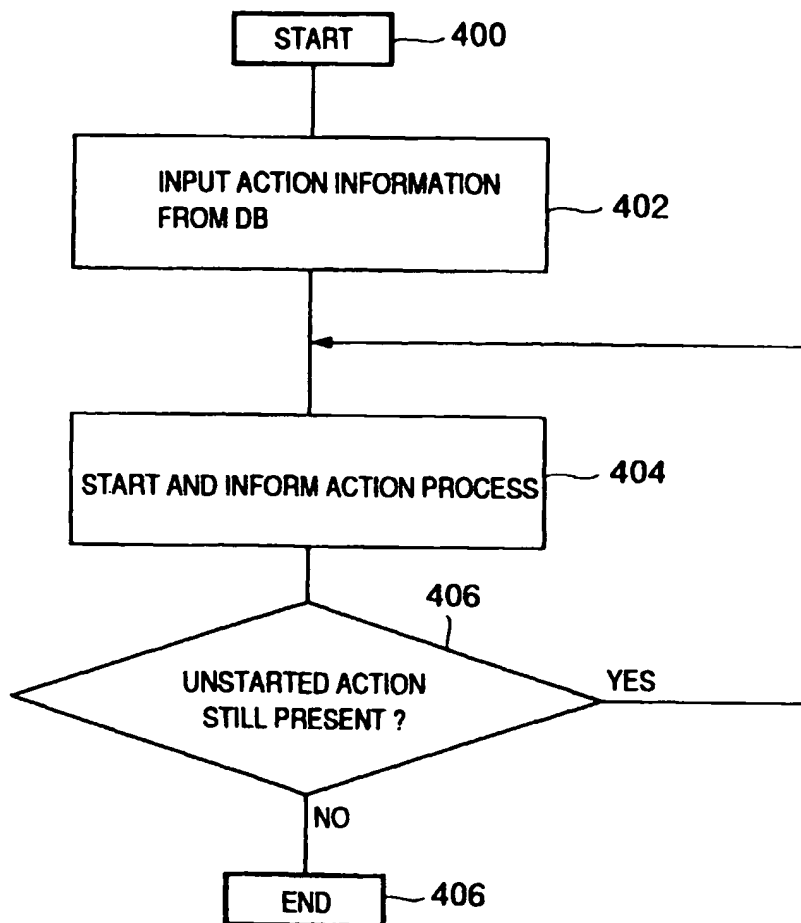 START
400
INPUT ACTION INFORMATION
FROM DB
402
START AND INFORM ACTION PROCESS
404
406
UNSTARTED ACTION
STILL PRESENT ?
YES
NO
END
406